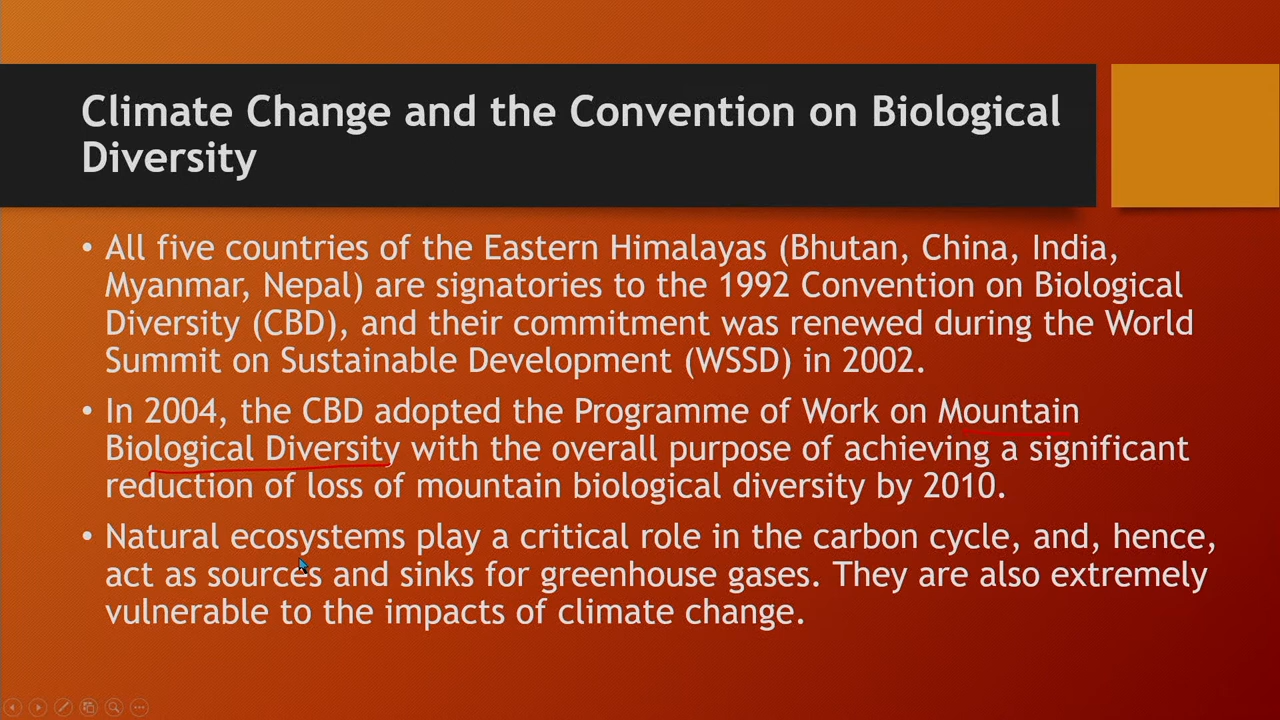 Climate Change and the Convention on Biological
Diversity
• All five countries of the Eastern Himalayas (Bhutan, China, India,
Myanmar, Nepal) are signatories to the 1992 Convention on Biological
Diversity (CBD), and their commitment was renewed during the World
Summit on Sustainable Development (WSSD) in 2002.
• In 2004, the CBD adopted the Programme of Work on Mountain
Biological Diversity with the overall purpose of achieving a significant
reduction of loss of mountain biological diversity by 2010.
• Natural ecosystems play a critical role in the carbon cycle, and, hence,
act as sources and sinks for greenhouse gases. They are also extremely
vulnerable to the impacts of climate change.